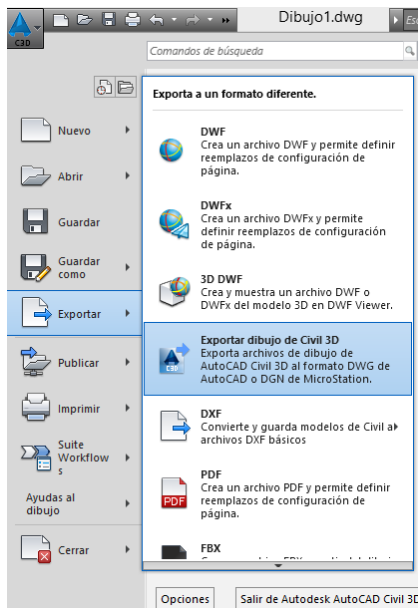 Dibujo1.dwg
C3D
Comandos de búsqueda
Exporta a un formato diferente.
Nuevo
Abrir
Guardar
Guardar
como
Exportar
Publicar
Imprimir
Suite
Workflow
s
Ayudas al
dibujo
Cerrar
DWF
Crea un archivo DWF y permite definir
reemplazos de configuración de
página.
DWFx
Crea un archivo DWFx y permite
definir reemplazos de configuración
de página.
3D DWF
Crea y muestra un archivo DWF o
DWFx del modelo 3D en DWF Viewer.
Exportar dibujo de Civil 3D
Exporta archivos de dibujo de
AutoCAD Civil 3D al formato DWG de
AutoCAD o DGN de MicroStation.
DXF
Convierte y guarda modelos de Civil a
archivos DXF básicos
PDF
PDF
Crea un archivo PDF y permite definir
reemplazos de configuración de
página.
FBX
Opciones
Salir de Autodesk AutoCAD Civil 3D